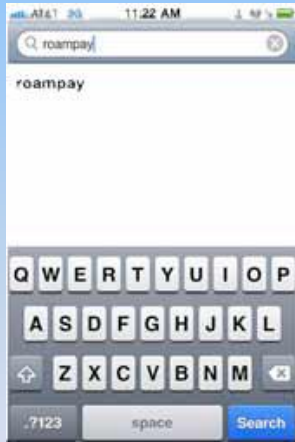 AT&T 3G 11:22 AM
roampay
roampay
Q W E R T Y U I O P
A S D F G H J K L
Z X C V B N M
.?123 space Search